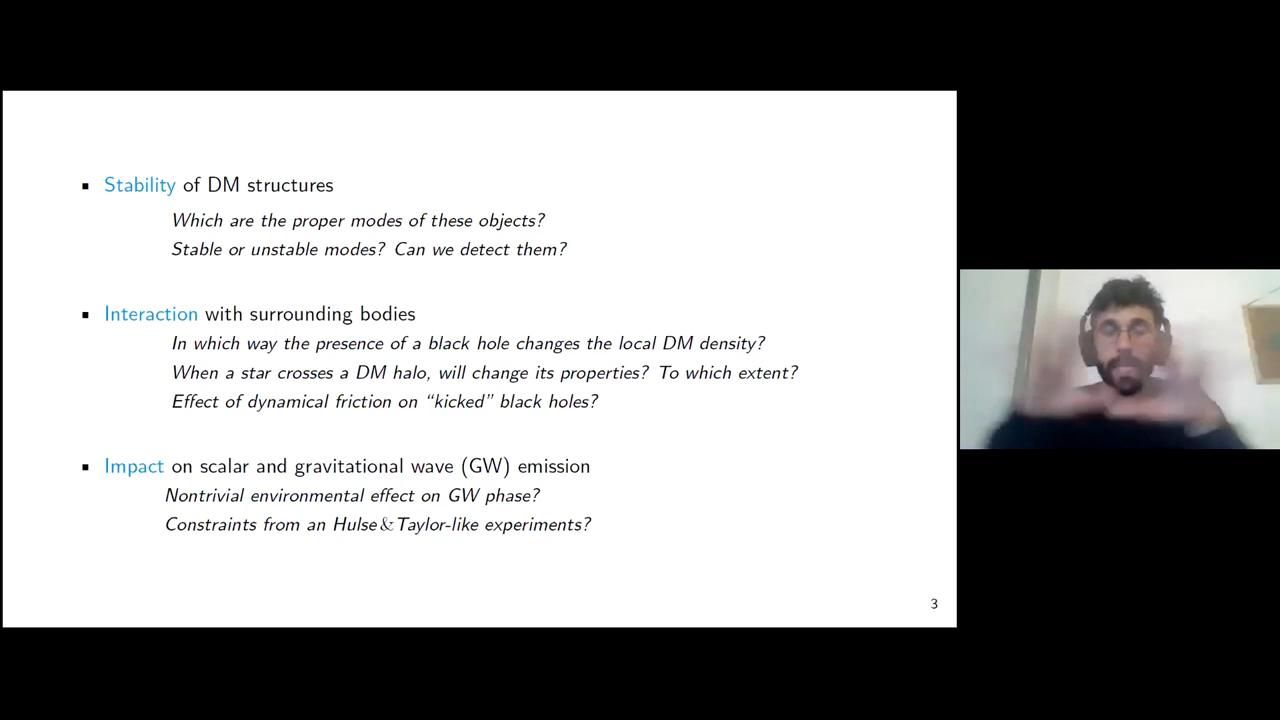 ▪ Stability of DM structures
Which are the proper modes of these objects?
Stable or unstable modes? Can we detect them?
▪ Interaction with surrounding bodies
In which way the presence of a black hole changes the local DM density?
When a star crosses a DM halo, will change its properties? To which extent?
Effect of dynamical friction on “kicked” black holes?
▪ Impact on scalar and gravitational wave (GW) emission
Nontrivial environmental effect on GW phase?
Constraints from an Hulse&Taylor-like experiments?
3